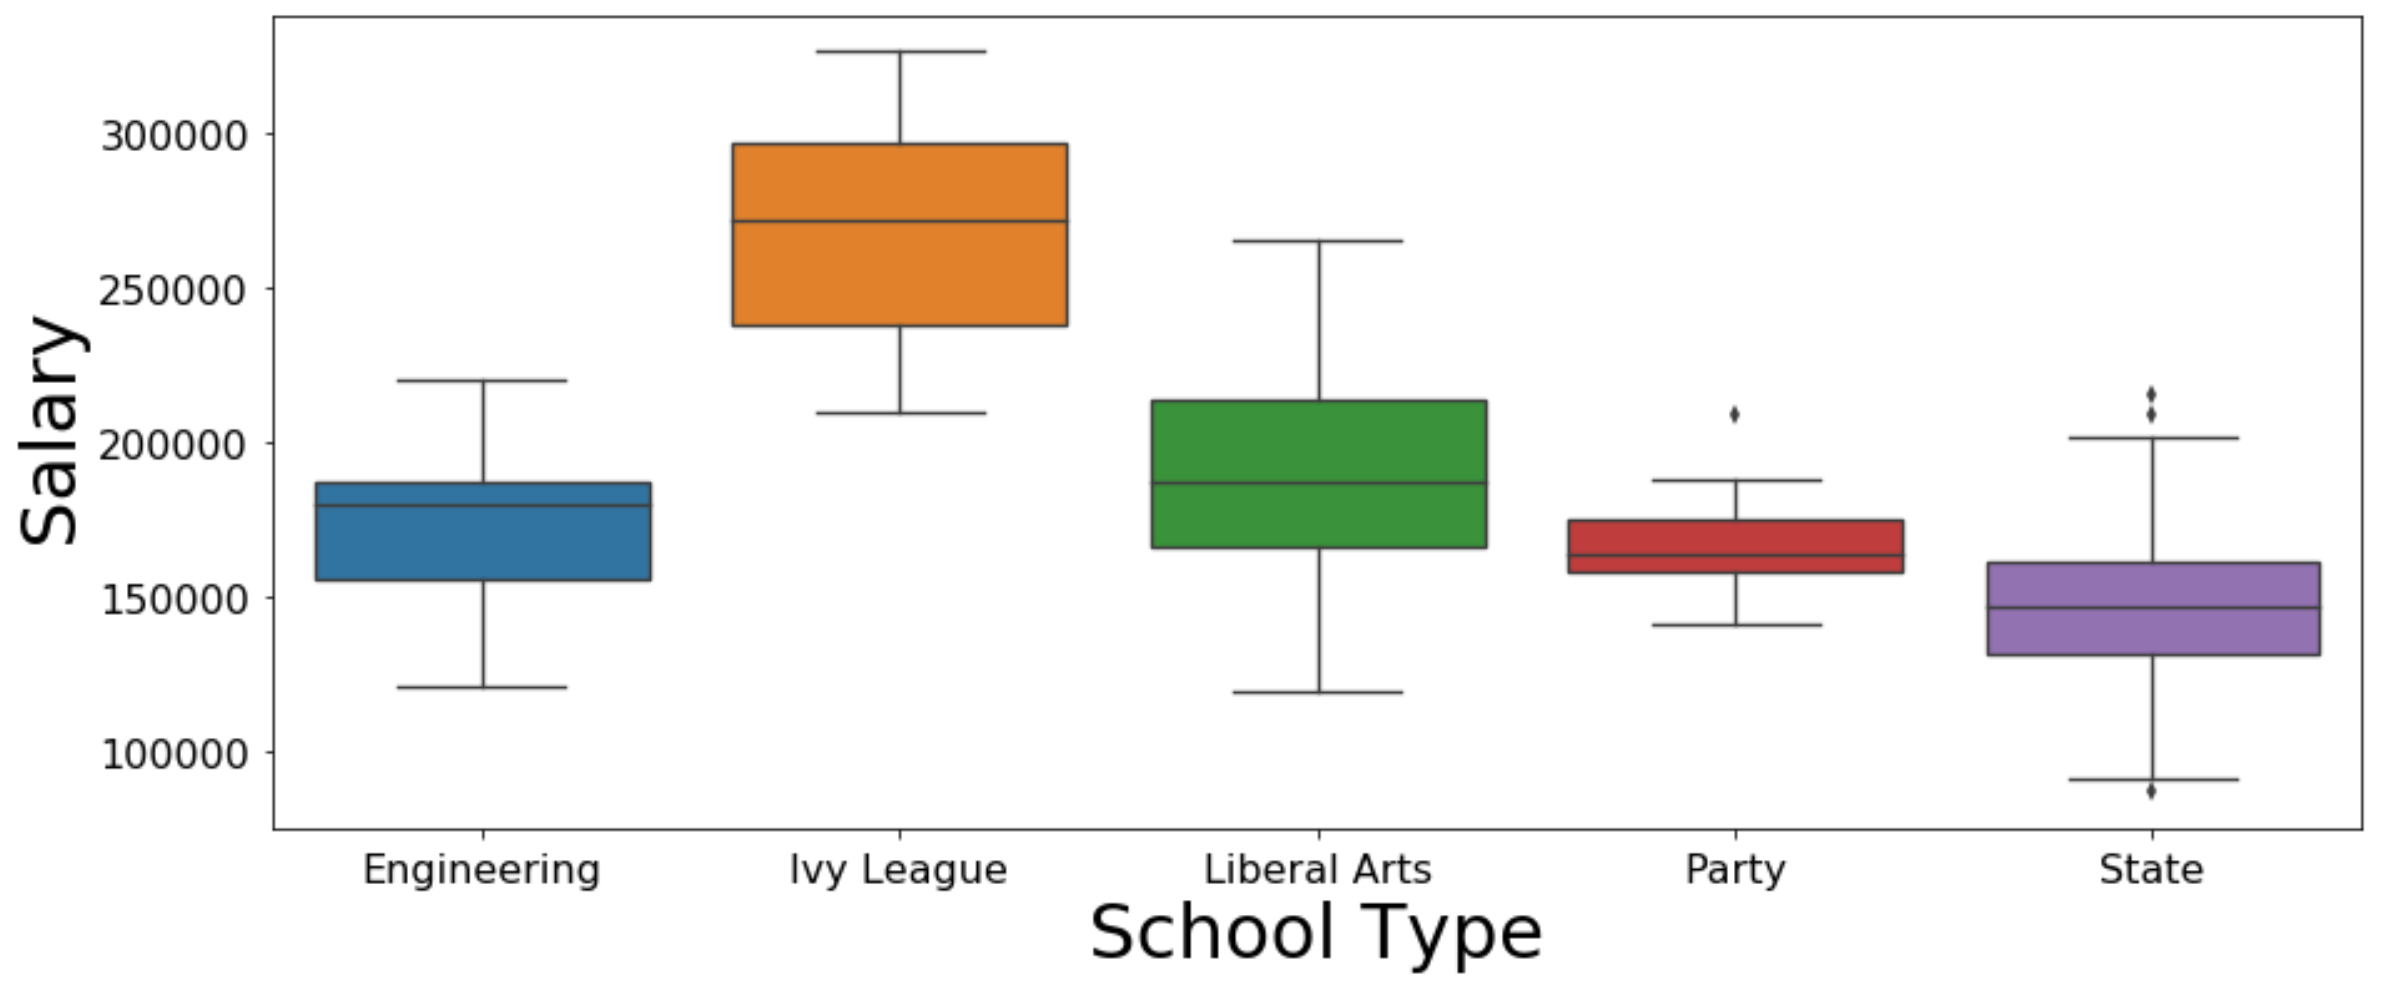 Salary
300000
250000
200000
150000
100000
Engineering Ivy League Liberal Arts Party State
School Type